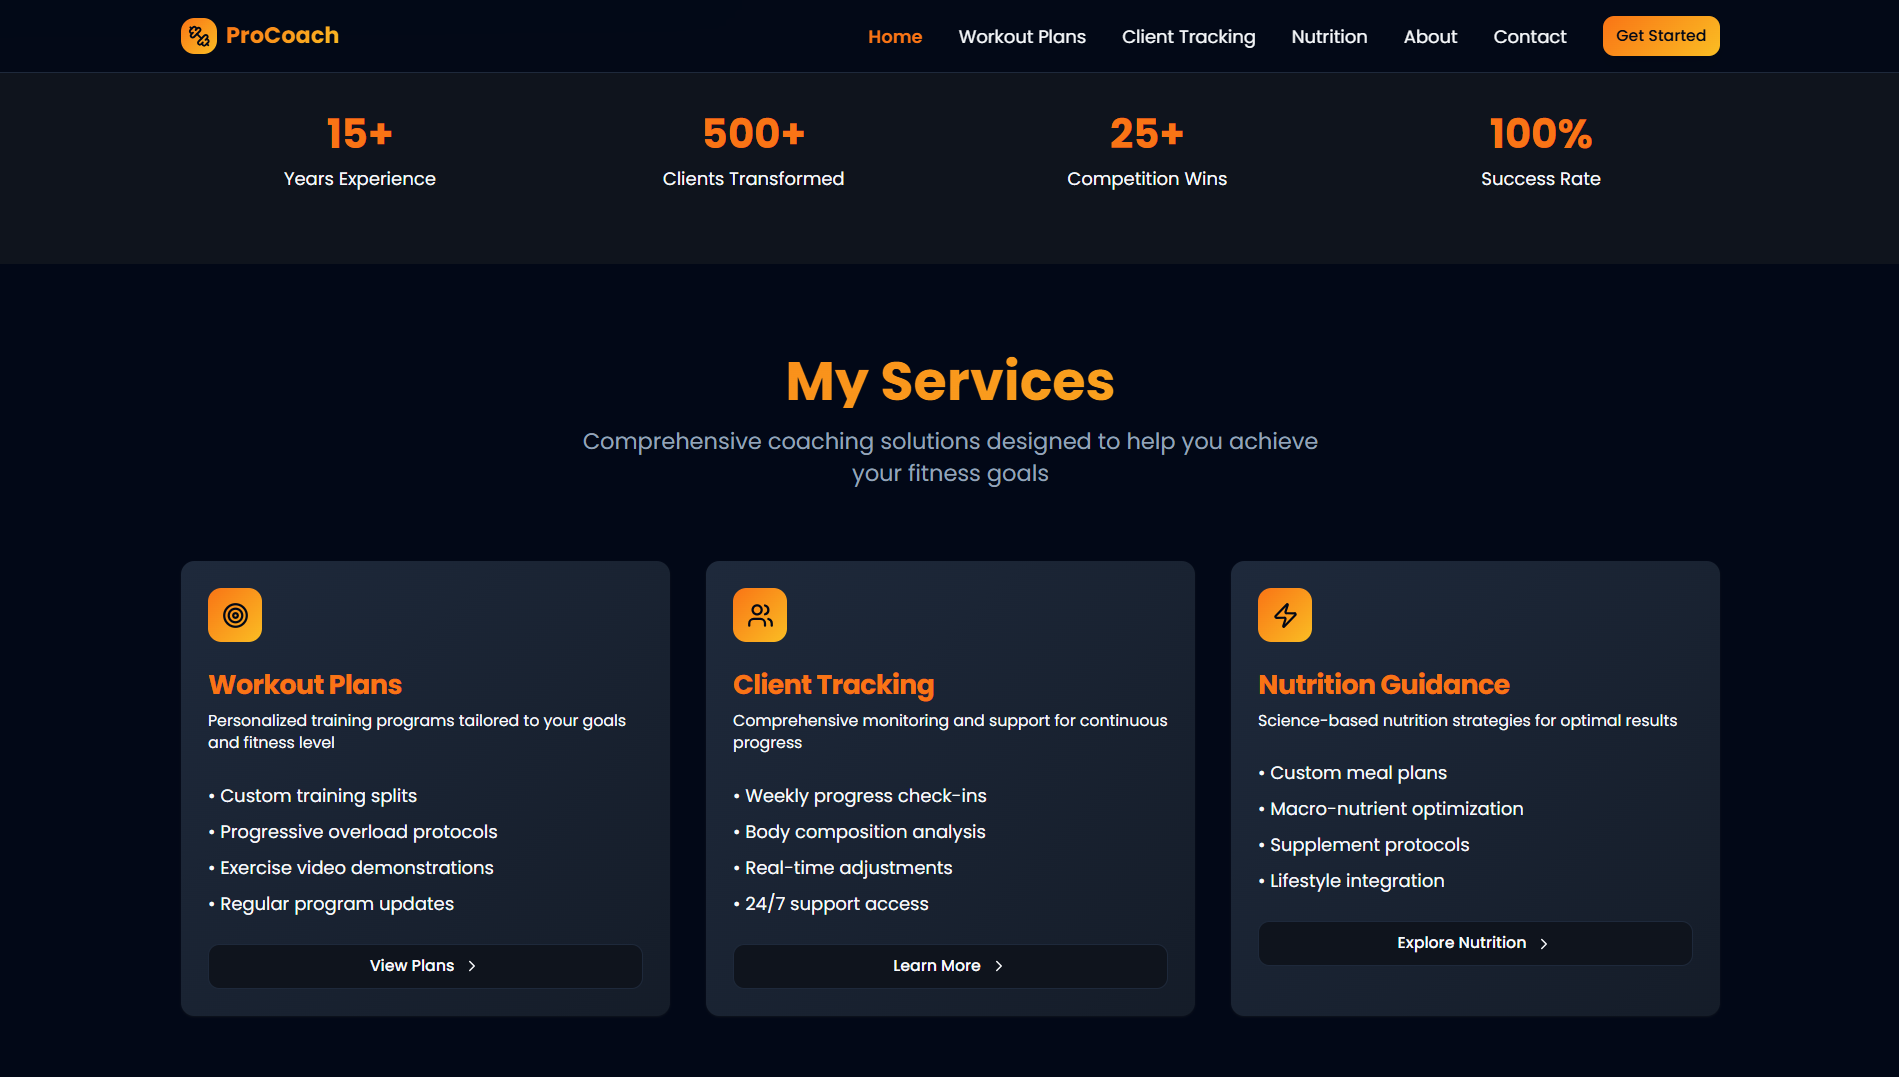 ProCoach
Home
Workout Plans
Client Tracking
Nutrition
About
Contact
Get Started
15+
Years Experience
500+
Clients Transformed
25+
Competition Wins
100%
Success Rate
My Services
Comprehensive coaching solutions designed to help you achieve
your fitness goals
Workout Plans
Personalized training programs tailored to your goals
and fitness level
• Custom training splits
• Progressive overload protocols
• Exercise video demonstrations
• Regular program updates
View Plans
Client Tracking
Comprehensive monitoring and support for continuous
progress
• Weekly progress check-ins
• Body composition analysis
• Real-time adjustments
• 24/7 support access
Learn More
Nutrition Guidance
Science-based nutrition strategies for optimal results
• Custom meal plans
• Macro-nutrient optimization
• Supplement protocols
• Lifestyle integration
Explore Nutrition